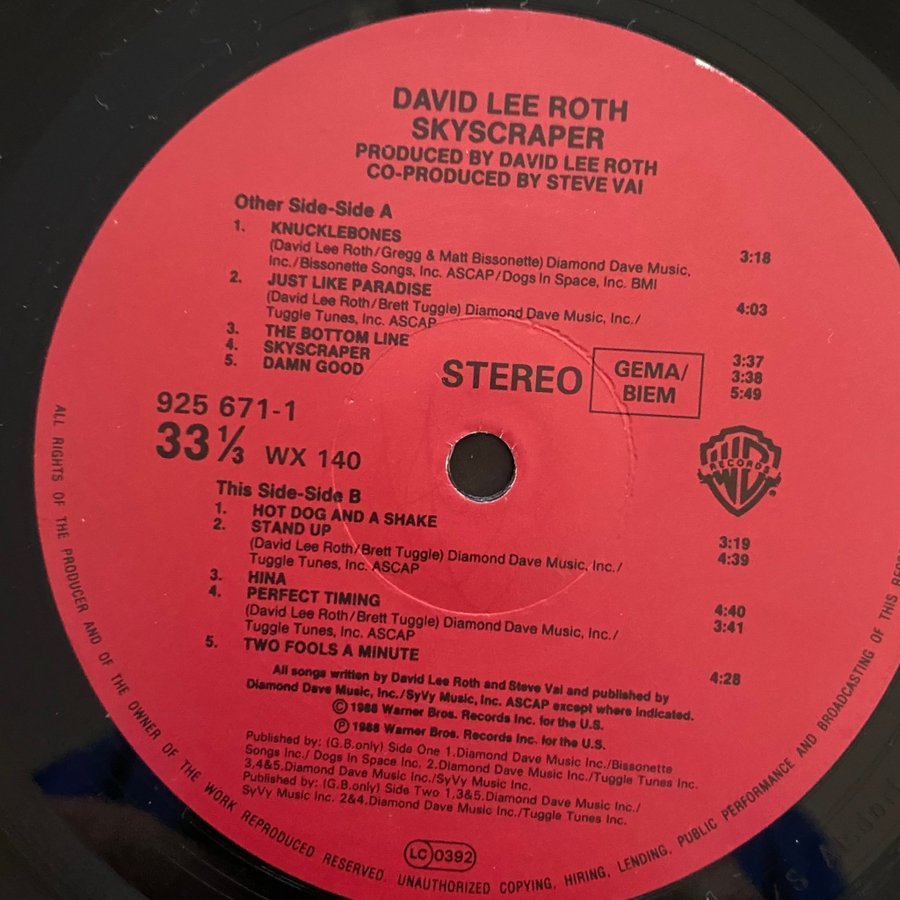 DAVID LEE ROTH
SKYSCRAPER
PRODUCED BY DAVID LEE ROTH
CO-PRODUCED BY STEVE VAI
Other Side-Side A
1. KNUCKLEBONES 3:18
(David Lee Roth/Gregg & Matt Bissonette) Diamond Dave Music,
Inc./Bissonette Songs, Inc. ASCAP/Dogs In Space, Inc. BMI
2. JUST LIKE PARADISE 4:03
(David Lee Roth/Brett Tuggle) Diamond Dave Music, Inc./
Tuggle Tunes, Inc. ASCAP
3. THE BOTTOM LINE 3:37
4. SKYSCRAPER 3:38
5. DAMN GOOD 5:49
STEREO
GEMA/
BIEM
925 671-1
33 1/3 WX 140
WB
RECORDS
®
This Side-Side B
1. HOT DOG AND A SHAKE 3:19
2. STAND UP 4:39
(David Lee Roth/Brett Tuggle) Diamond Dave Music, Inc./
Tuggle Tunes, Inc. ASCAP
3. HINA 4:40
4. PERFECT TIMING 3:41
(David Lee Roth/Brett Tuggle) Diamond Dave Music, Inc./
Tuggle Tunes, Inc. ASCAP
5. TWO FOOLS A MINUTE 4:28
All songs written by David Lee Roth and Steve Vai and published by
Diamond Dave Music, Inc./SyVy Music, Inc. ASCAP except where indicated.
© 1988 Warner Bros. Records Inc. for the U.S.
℗ 1988 Warner Bros. Records Inc. for the U.S.
Published by: (G.B.only) Side One 1.Diamond Dave Music Inc./Bissonette
Songs Inc./ Dogs In Space Inc. 2.Diamond Dave Music Inc./Tuggle Tunes Inc.
3,4&5.Diamond Dave Music Inc./SyVy Music Inc.
Published by: (G.B.only) Side Two 1,3&5.Diamond Dave Music Inc./
SyVy Music Inc. 2&4.Diamond Dave Music Inc./Tuggle Tunes Inc.
LC 0392
ALL RIGHTS OF THE PRODUCER AND OF THE OWNER OF THE WORK REPRODUCED RESERVED. UNAUTHORIZED COPYING, HIRING, LENDING, PUBLIC PERFORMANCE AND BROADCASTING OF THIS